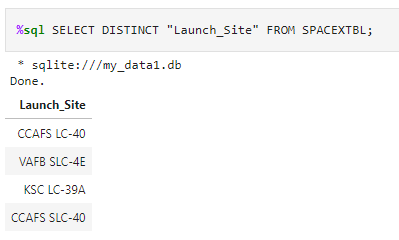 %sql SELECT DISTINCT "Launch_Site" FROM SPACEXTBL;
* sqlite:///my_data1.db
Done.
Launch_Site
CCAFS LC-40
VAFB SLC-4E
KSC LC-39A
CCAFS SLC-40